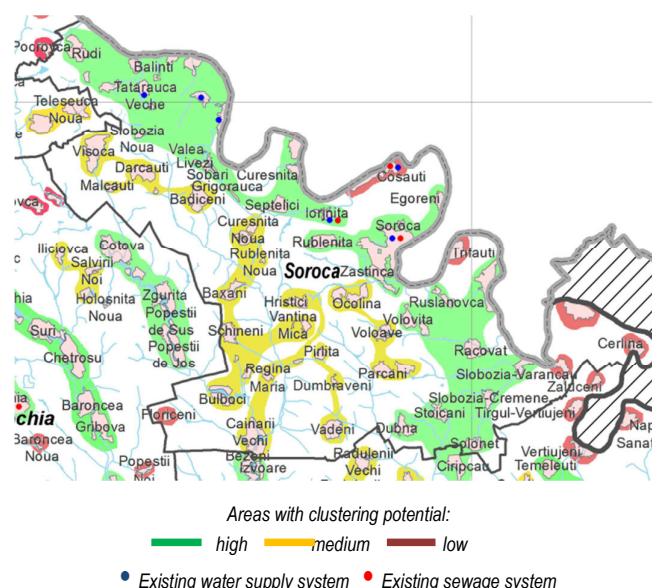 Podrovca
Rudi
Balinti
Tatarauca
Veche
Teleseuca
Noua
Slobozia
Noua
Visoca
Valea
Livezi
Darcauti
Sobari
Malcauti
Grigorauca
Badiceni
Curesnita
Septelici
Cosauti
Egoreni
Iorjnita
Soroca
Rublenita
Trifauti
Curesnita
Noua
Rublenita
Noua
Soroca
Zastinca
Cotova
Iliciovca
Salvirii
Noi
Holosnita
Noua
Zgurita
Popestii
de Sus
Popestii
de Jos
Baxani
Hristici
Vantina
Mica
Ocolina
Ruslanovca
Volovita
Voloave
Schineni
Pirlita
Racovat
Cerlina
Suri
Chetrosu
Regina
Maria
Dumbraveni
Parcani
Slobozia-Varancau
Zaluceni
Bulboci
Slobozia-Cremene
Stoicani
Tirgul-Vertiujeni
Baroncea
Gribova
chia
Floriceni
Cainarii
Vechi
Vadeni
Dubna
Nap
Sanat
Baroncea
Noua
Solonet
Bezeni
Izvoare
Radulenii
Vechi
Vertiujeni
Temeleuti
Popestii
Noi
Ciripcau
Areas with clustering potential:
high medium low
Existing water supply system Existing sewage system